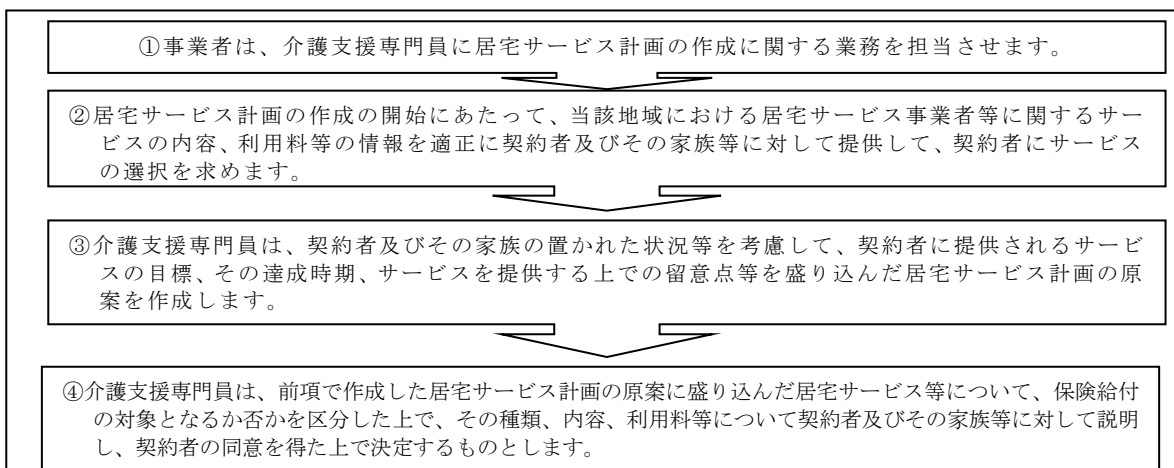 ①事業者は、介護支援専門員に居宅サービス計画の作成に関する業務を担当させます。
②居宅サービス計画の作成の開始にあたって、当該地域における居宅サービス事業者等に関するサー
ビスの内容、利用料等の情報を適正に契約者及びその家族等に対して提供して、契約者にサービス
の選択を求めます。
③介護支援専門員は、契約者及びその家族の置かれた状況等を考慮して、契約者に提供されるサービ
スの目標、その達成時期、サービスを提供する上での留意点等を盛り込んだ居宅サービス計画の原
案を作成します。
④介護支援専門員は、前項で作成した居宅サービス計画の原案に盛り込んだ居宅サービス等について、保険給付
の対象となるか否かを区分した上で、その種類、内容、利用料等について契約者及びその家族等に対して説明
し、契約者の同意を得た上で決定するものとします。